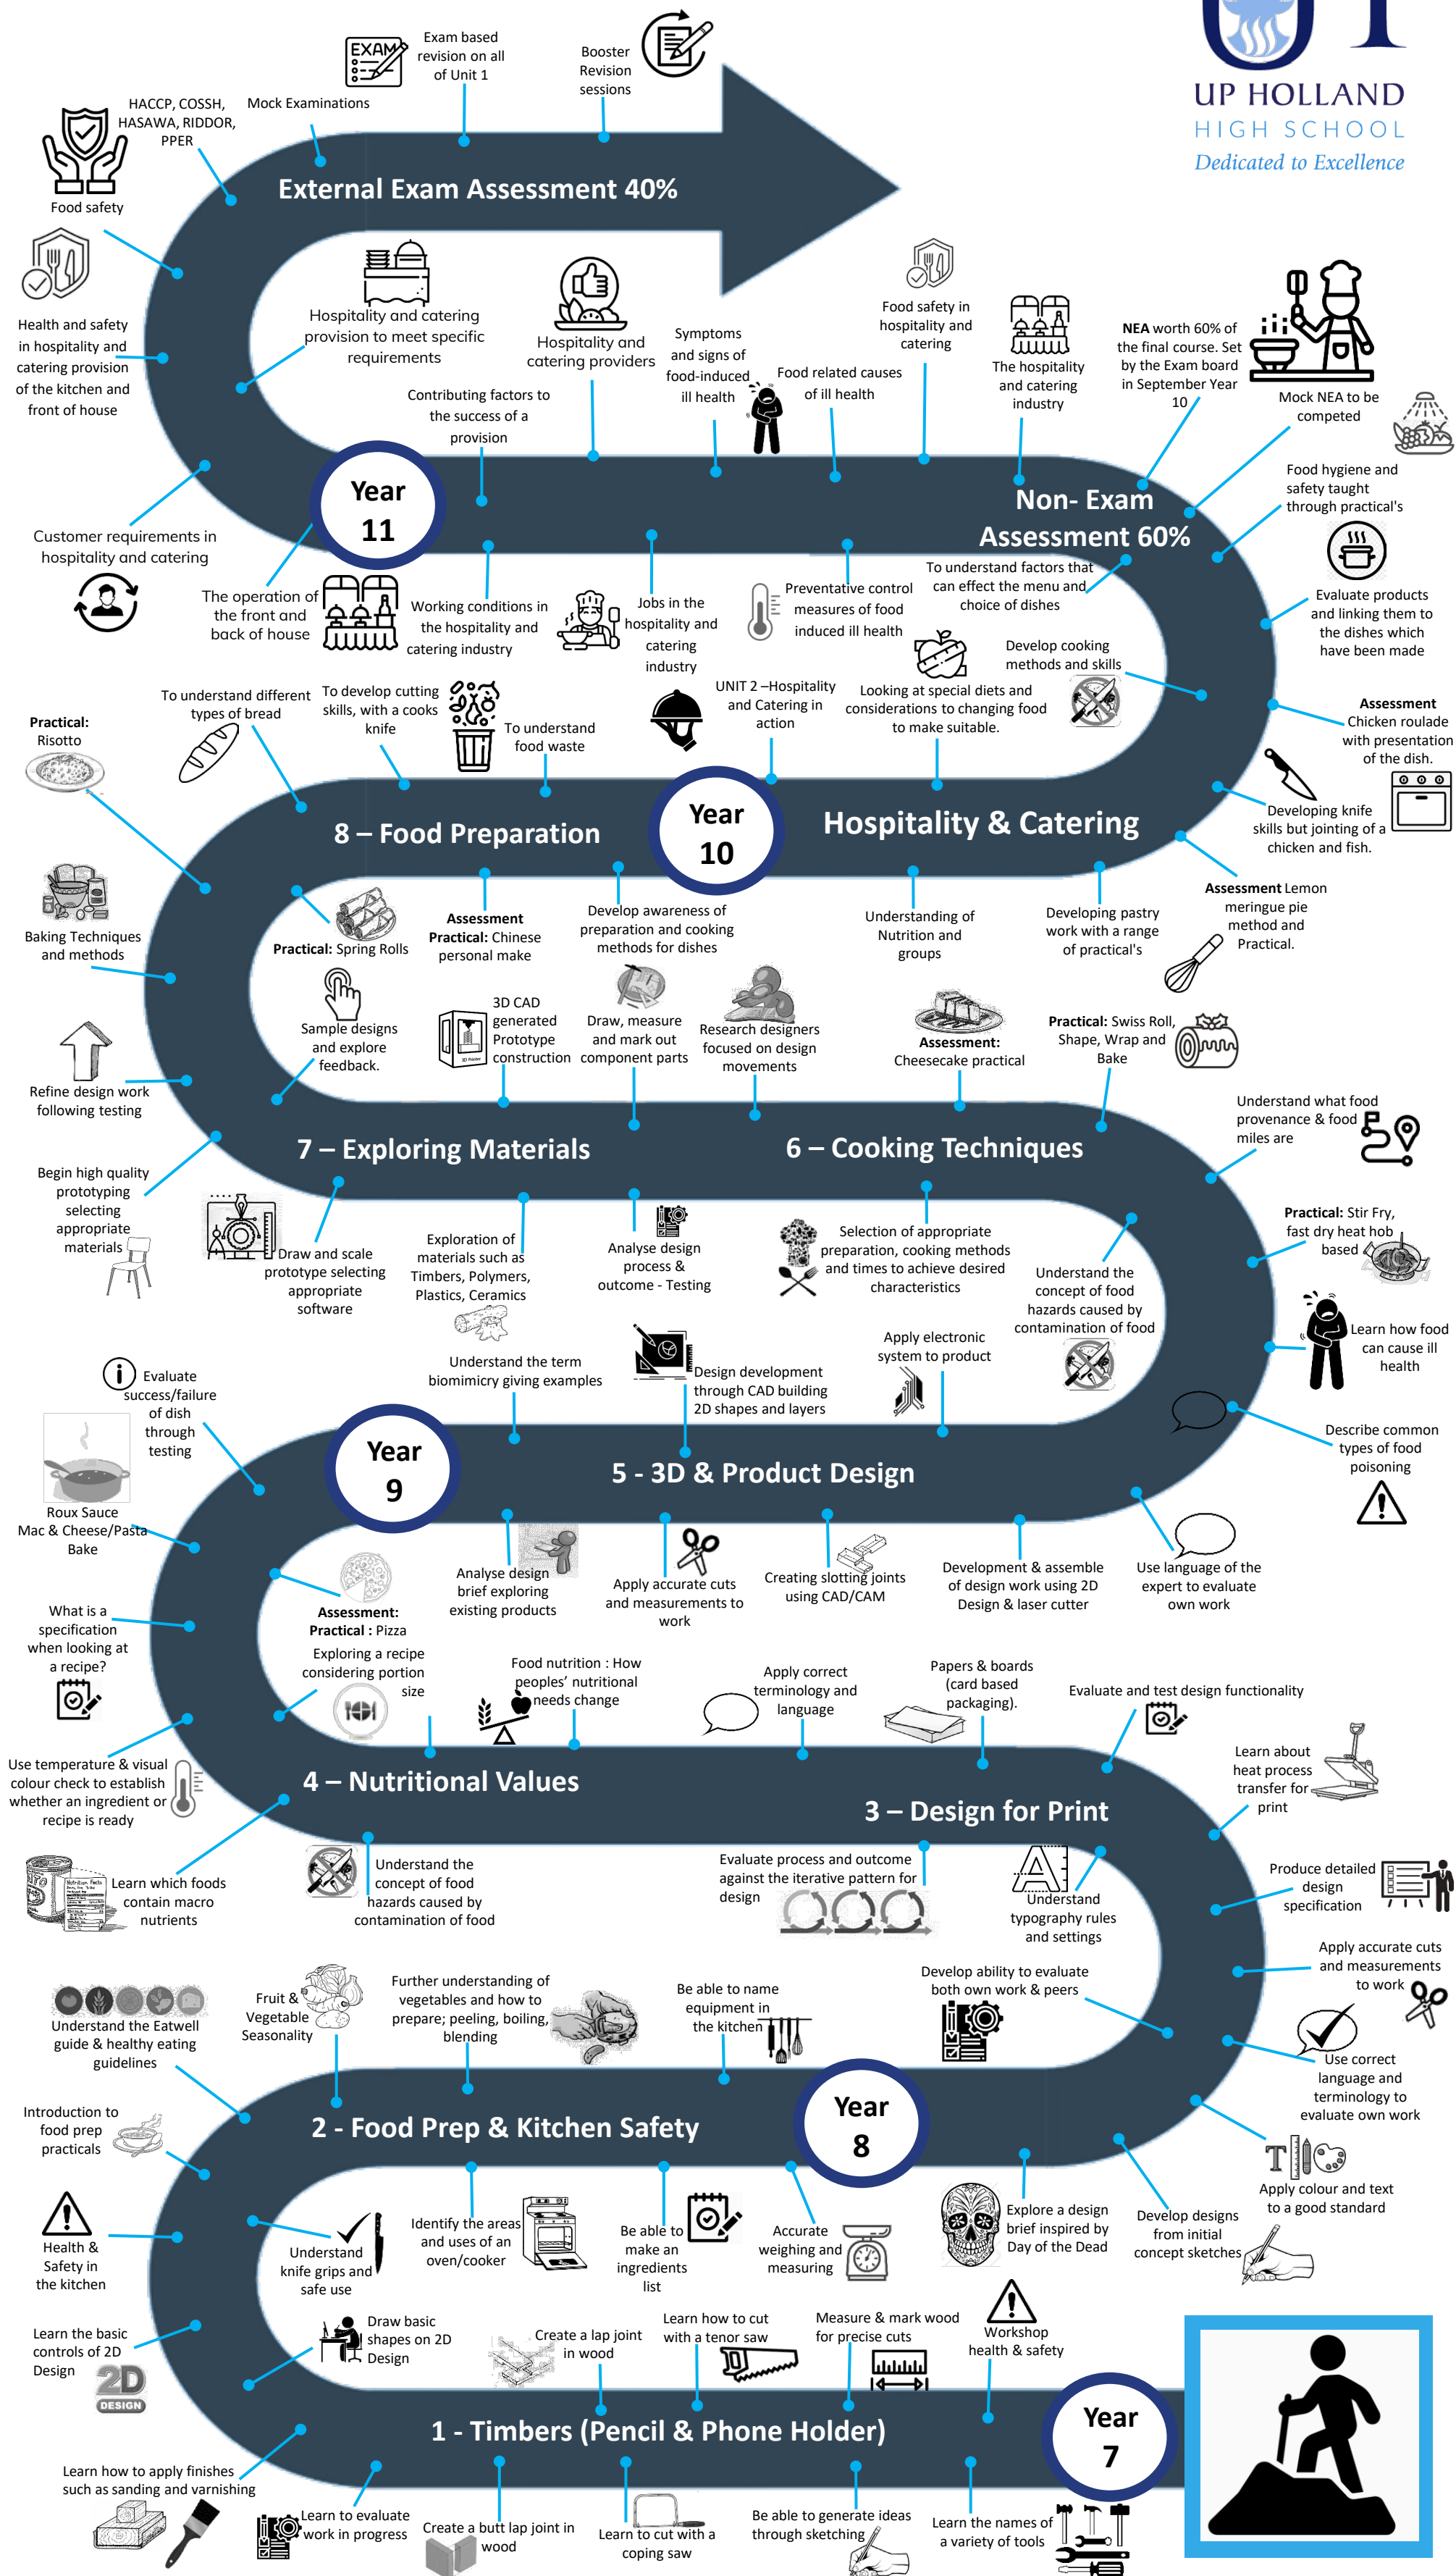 UP HOLLAND
HIGH SCHOOL
Dedicated to Excellence
EXAM
Exam based
revision on all
of Unit 1
Booster
Revision
sessions
HACCP, COSSH,
HASAWA, RIDDOR,
PPER
Mock Examinations
Food safety
External Exam Assessment 40%
Health and safety
in hospitality and
catering provision
of the kitchen and
front of house
Hospitality and catering
provision to meet specific
requirements
Hospitality and
catering providers
Contributing factors to
the success of a
provision
Symptoms
and signs of
food-induced
ill health
Food related causes
of ill health
Food safety in
hospitality and
catering
The hospitality
and catering
industry
NEA worth 60% of
the final course. Set
by the Exam board
in September Year
10
Mock NEA to be
competed
Food hygiene and
safety taught
through practical's
Year
11
Non- Exam
Assessment 60%
Customer requirements in
hospitality and catering
The operation of
the front and
back of house
Working conditions in
the hospitality and
catering industry
Jobs in the
hospitality and
catering
industry
Preventative control
measures of food
induced ill health
To understand factors that
can effect the menu and
choice of dishes
Evaluate products
and linking them to
the dishes which
have been made
Develop cooking
methods and skills
Practical:
Risotto
To understand different
types of bread
To develop cutting
skills, with a cooks
knife
To understand
food waste
UNIT 2 –Hospitality
and Catering in
action
Looking at special diets and
considerations to changing food
to make suitable.
Assessment
Chicken roulade
with presentation
of the dish.
Developing knife
skills but jointing of a
chicken and fish.
8 – Food Preparation
Year
10
Hospitality & Catering
Baking Techniques
and methods
Practical: Spring Rolls
Assessment
Practical: Chinese
personal make
Develop awareness of
preparation and cooking
methods for dishes
Understanding of
Nutrition and
groups
Developing pastry
work with a range
of practical's
Assessment Lemon
meringue pie
method and
Practical.
Sample designs
and explore
feedback.
3D CAD
generated
Prototype
construction
3D Printer
Draw, measure
and mark out
component parts
Research designers
focused on design
movements
Assessment:
Cheesecake practical
Practical: Swiss Roll,
Shape, Wrap and
Bake
Refine design work
following testing
Understand what food
provenance & food
miles are
7 – Exploring Materials
6 – Cooking Techniques
Begin high quality
prototyping
selecting
appropriate
materials
Draw and scale
prototype selecting
appropriate
software
Exploration of
materials such as
Timbers, Polymers,
Plastics, Ceramics
Analyse design
process &
outcome - Testing
Selection of appropriate
preparation, cooking methods
and times to achieve desired
characteristics
Understand the
concept of food
hazards caused by
contamination of food
Practical: Stir Fry,
fast dry heat hob
based
Learn how food
can cause ill
health
Evaluate
success/failure
of dish
through
testing
Understand the term
biomimicry giving examples
Design development
through CAD building
2D shapes and layers
Apply electronic
system to product
Describe common
types of food
poisoning
Year
9
5 - 3D & Product Design
Roux Sauce
Mac & Cheese/Pasta
Bake
Assessment:
Practical : Pizza
Analyse design
brief exploring
existing products
Apply accurate cuts
and measurements to
work
Creating slotting joints
using CAD/CAM
Development & assemble
of design work using 2D
Design & laser cutter
Use language of the
expert to evaluate
own work
What is a
specification
when looking at
a recipe?
Exploring a recipe
considering portion
size
Food nutrition : How
peoples’ nutritional
needs change
Apply correct
terminology and
language
Papers & boards
(card based
packaging).
Evaluate and test design functionality
Use temperature & visual
colour check to establish
whether an ingredient or
recipe is ready
Learn about
heat process
transfer for
print
4 – Nutritional Values
3 – Design for Print
Learn which foods
contain macro
nutrients
Nutrition Facts
Understand the
concept of food
hazards caused by
contamination of food
Evaluate process and outcome
against the iterative pattern for
design
A
Understand
typography rules
and settings
Produce detailed
design
specification
Apply accurate cuts
and measurements
to work
Understand the Eatwell
guide & healthy eating
guidelines
Fruit &
Vegetable
Seasonality
Further understanding of
vegetables and how to
prepare; peeling, boiling,
blending
Be able to name
equipment in
the kitchen
Develop ability to evaluate
both own work & peers
Use correct
language and
terminology to
evaluate own work
Introduction to
food prep
practicals
2 - Food Prep & Kitchen Safety
Year
8
T
Apply colour and text
to a good standard
Health &
Safety in
the kitchen
Understand
knife grips and
safe use
Identify the areas
and uses of an
oven/cooker
Be able to
make an
ingredients
list
Accurate
weighing and
measuring
Explore a design
brief inspired by
Day of the Dead
Develop designs
from initial
concept sketches
Learn the basic
controls of 2D
Design
2D
DESIGN
Draw basic
shapes on 2D
Design
Create a lap joint
in wood
Learn how to cut
with a tenor saw
Measure & mark wood
for precise cuts
Workshop
health & safety
1 - Timbers (Pencil & Phone Holder)
Year
7
Learn how to apply finishes
such as sanding and varnishing
Learn to evaluate
work in progress
Create a butt lap joint in
wood
Learn to cut with a
coping saw
Be able to generate ideas
through sketching
Learn the names of
a variety of tools